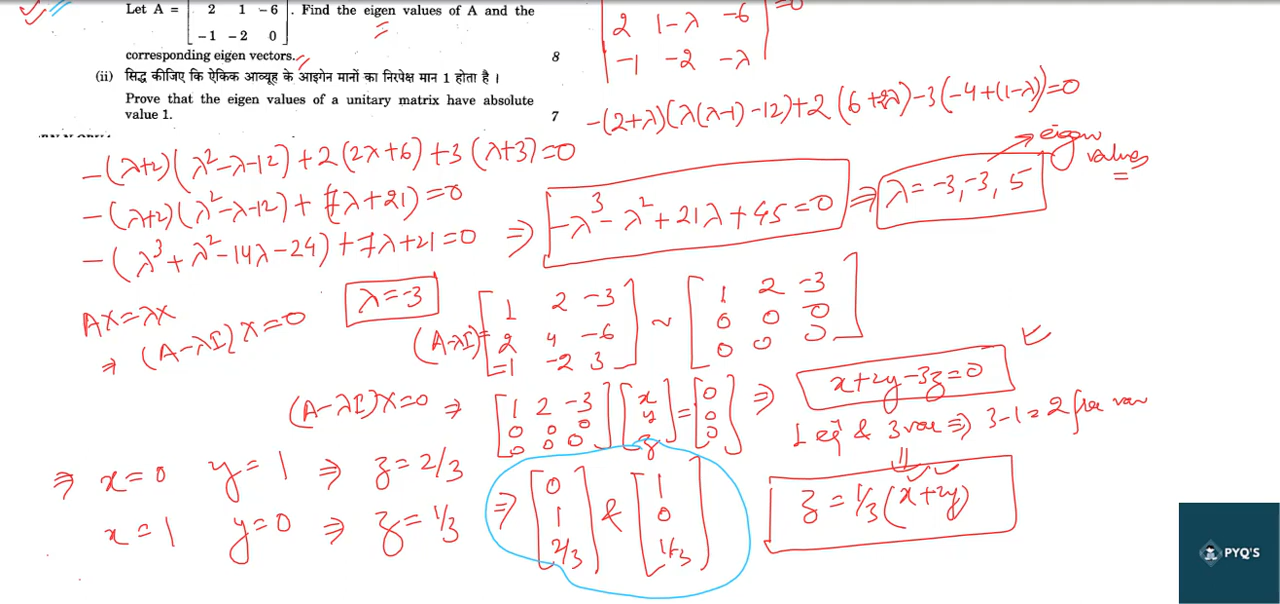 Let A = [ 2 1 −6 ]. Find the eigen values of A and the
−1 −2 0
corresponding eigen vectors. 8
(ii) सिद्ध कीजिए कि ऐकिक आव्यूह के आइगेन मानों का निरपेक्ष मान 1 होता है ।
Prove that the eigen values of a unitary matrix have absolute
value 1. 7
| 2 1-λ -6 | =0
| -1 -2 -λ |
-(2+λ)(λ(λ-1)-12)+2(6+2λ)-3(-4+(1-λ))=0
-(λ+2)(λ²-λ-12)+2(2λ+6)+3(λ+3)=0
-(λ+2)(λ²-λ-12)+(7λ+21)=0
-(λ³+λ²-14λ-24)+7λ+21=0 ⇒ -λ³-λ²+21λ+45=0 ⇒ λ=-3,-3,5
→ eigen
values
AX=λX
⇒ (A-λI)X=0
λ=-3
(A-λI)= [1 2 -3] ~ [1 2 -3]
[2 4 -6] [0 0 0]
[-1 -2 3] [0 0 0]
(A-λI)X=0 ⇒ [1 2 -3] [x] = [0] ⇒ x+2y-3z=0
[0 0 0] [y] [0]
[0 0 0] [z] [0]
1 eqⁿ & 3 var ⇒ 3-1=2 free var
⇓
z=1/3(x+2y)
⇒ x=0 y=1 ⇒ z=2/3
x=1 y=0 ⇒ z=1/3
⇒ [0] & [1]
[1] [0]
[2/3] [1/3]
PYQ'S